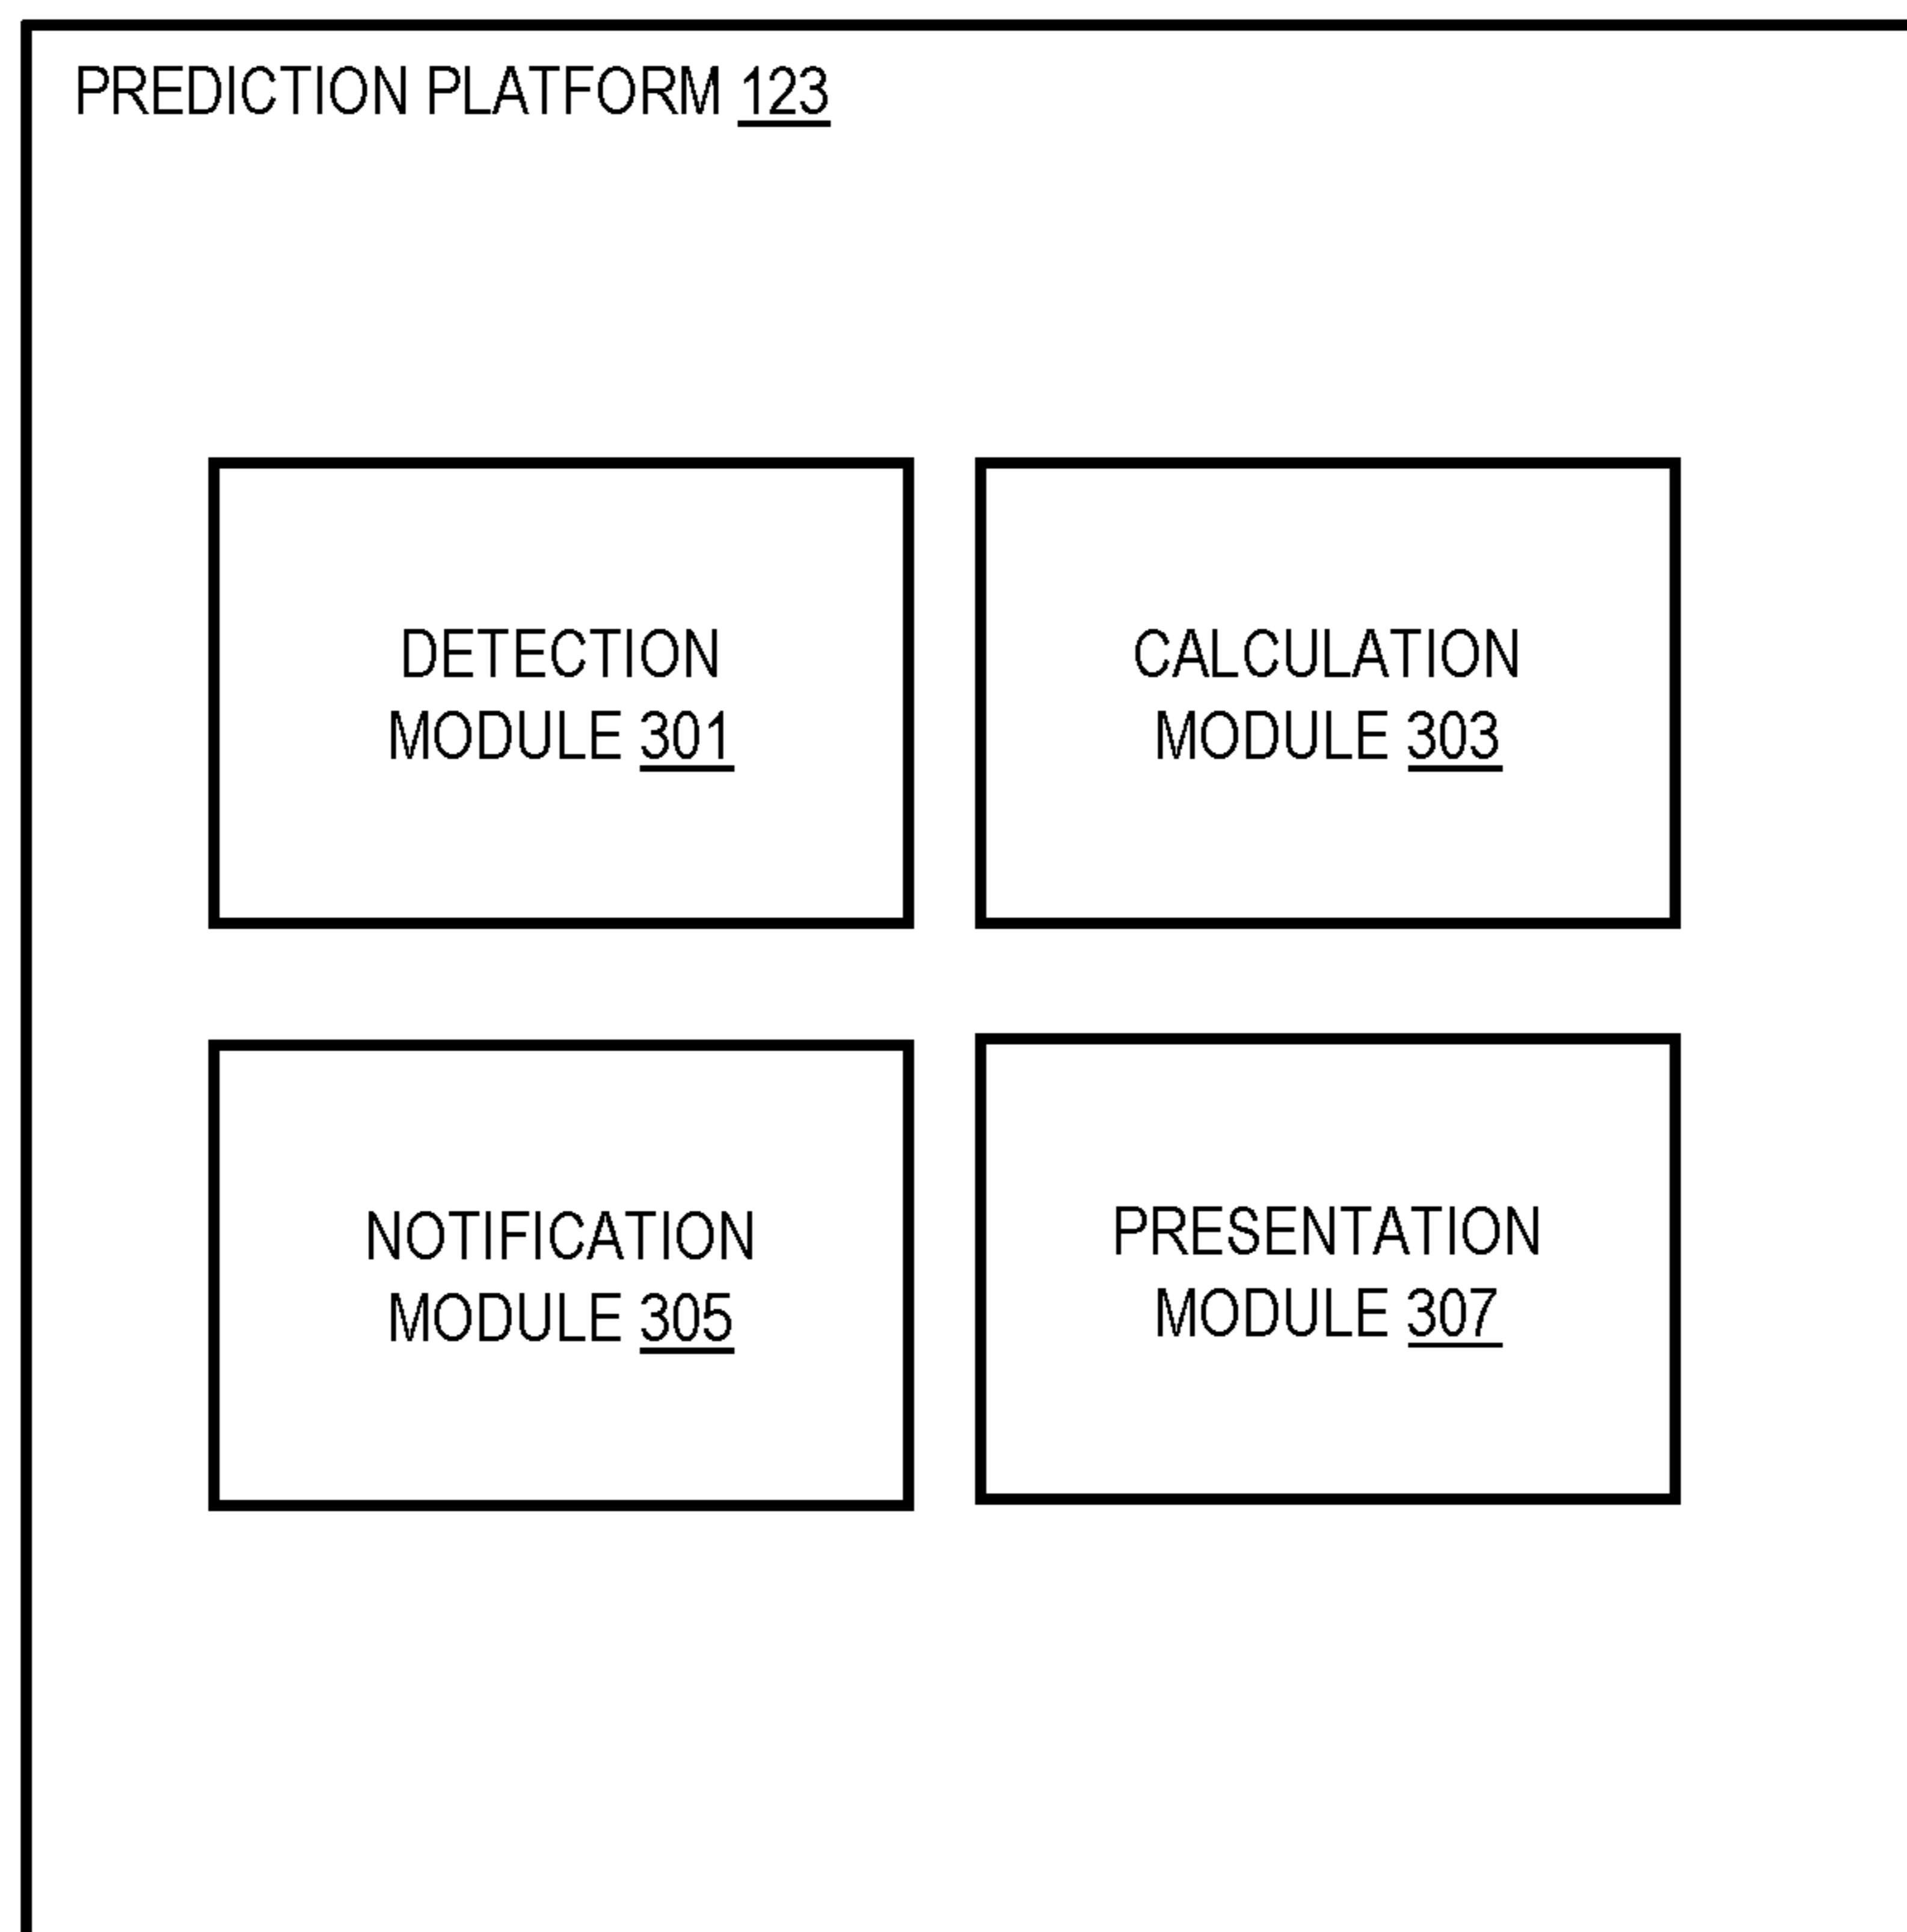 PREDICTION PLATFORM 123
DETECTION
MODULE 301
CALCULATION
MODULE 303
NOTIFICATION
MODULE 305
PRESENTATION
MODULE 307